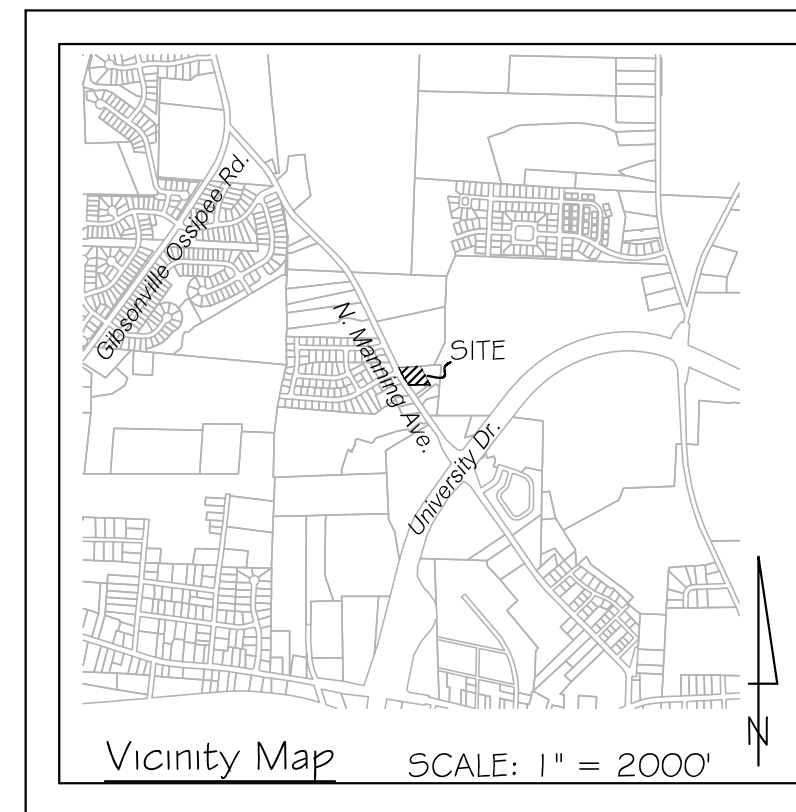 Gibsonville Ossipee Rd.
N. Manning Ave.
SITE
University Dr.
N
Vicinity Map SCALE: 1" = 2000'